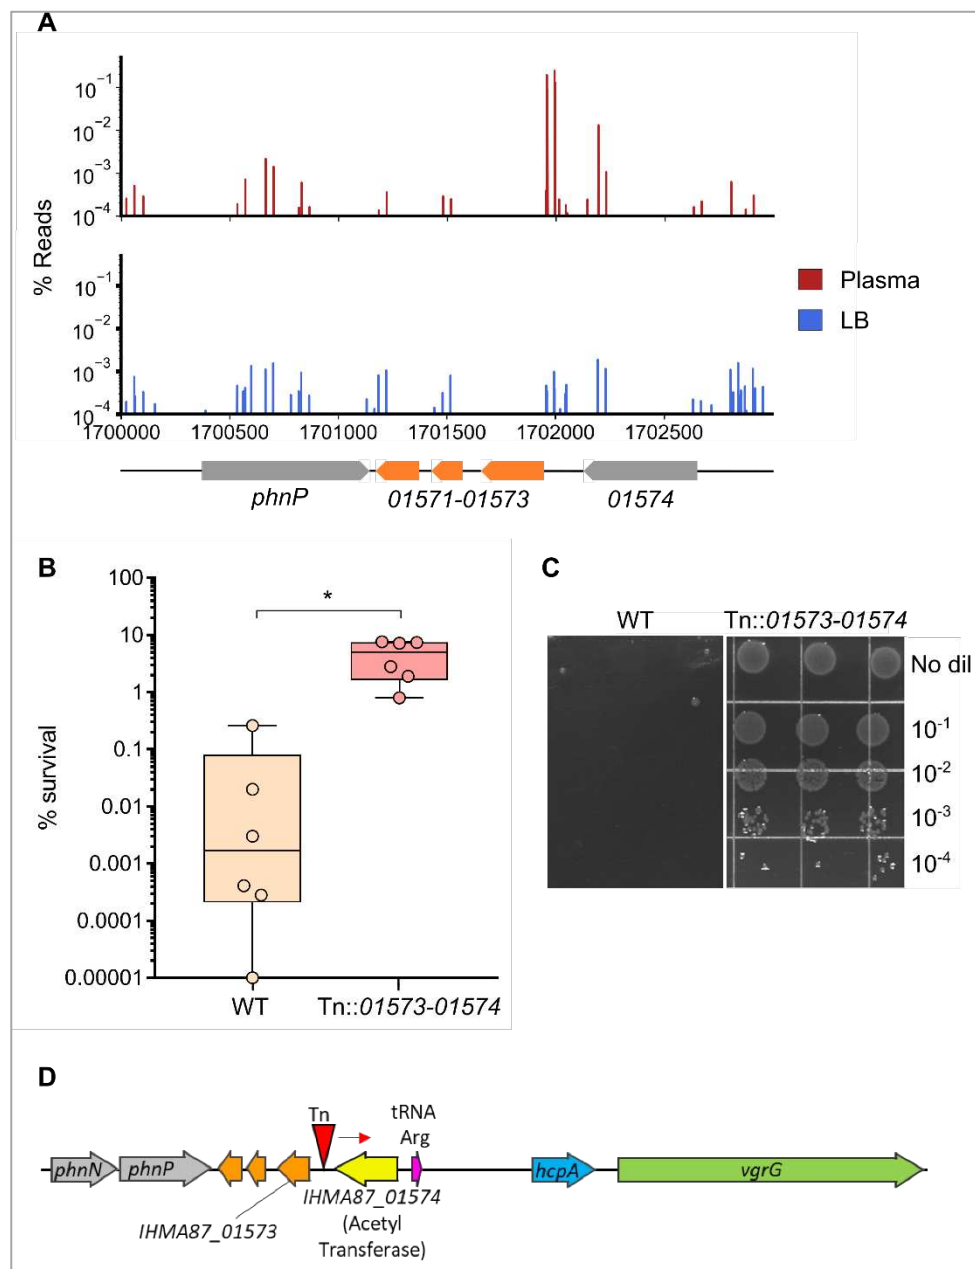 A
10⁻¹
10⁻²
10⁻³
10⁻⁴
% Reads
10⁻¹
10⁻²
10⁻³
10⁻⁴
1700000 1700500 1701000 1701500 1702000 1702500
Plasma
LB
phnP 01571-01573 01574
B
% survival
100
10
1
0.1
0.01
0.001
0.0001
0.00001
*
WT Tn::01573-01574
C
WT Tn::01573-01574
No dil
10⁻¹
10⁻²
10⁻³
10⁻⁴
D
Tn tRNA
Arg
phnN phnP hcpA vgrG
IHMA87_01573
IHMA87_01574
(Acetyl
Transferase)